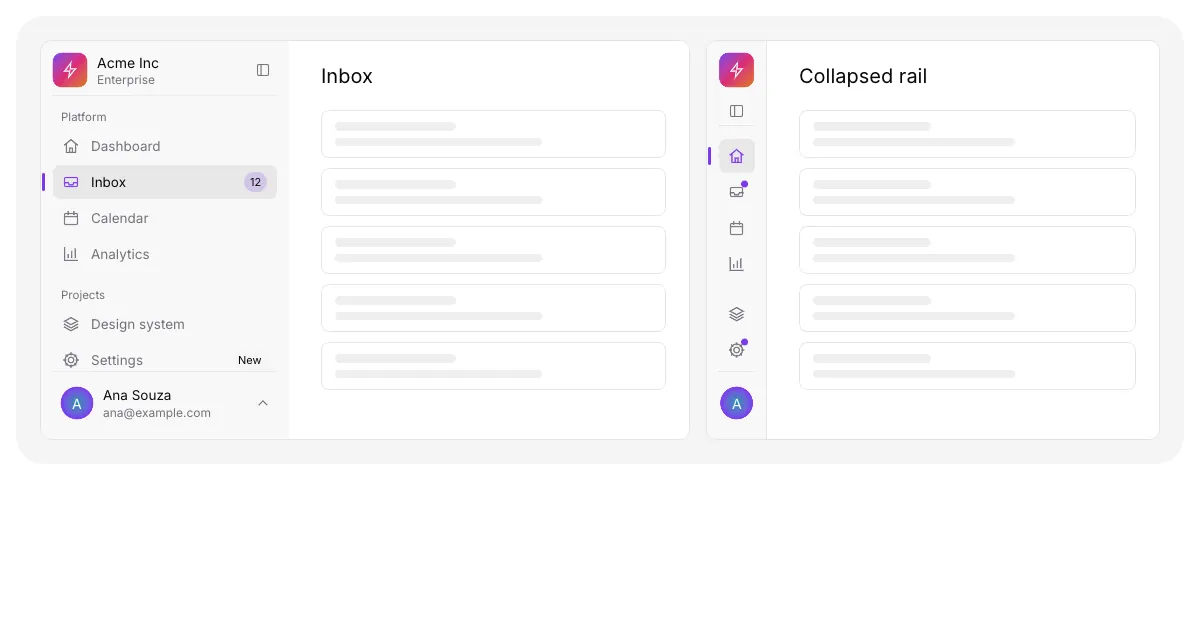 Acme Inc
Enterprise
Platform
Dashboard
Inbox 12
Calendar
Analytics
Projects
Design system
Settings New
A Ana Souza
ana@example.com
Inbox
Collapsed rail
A